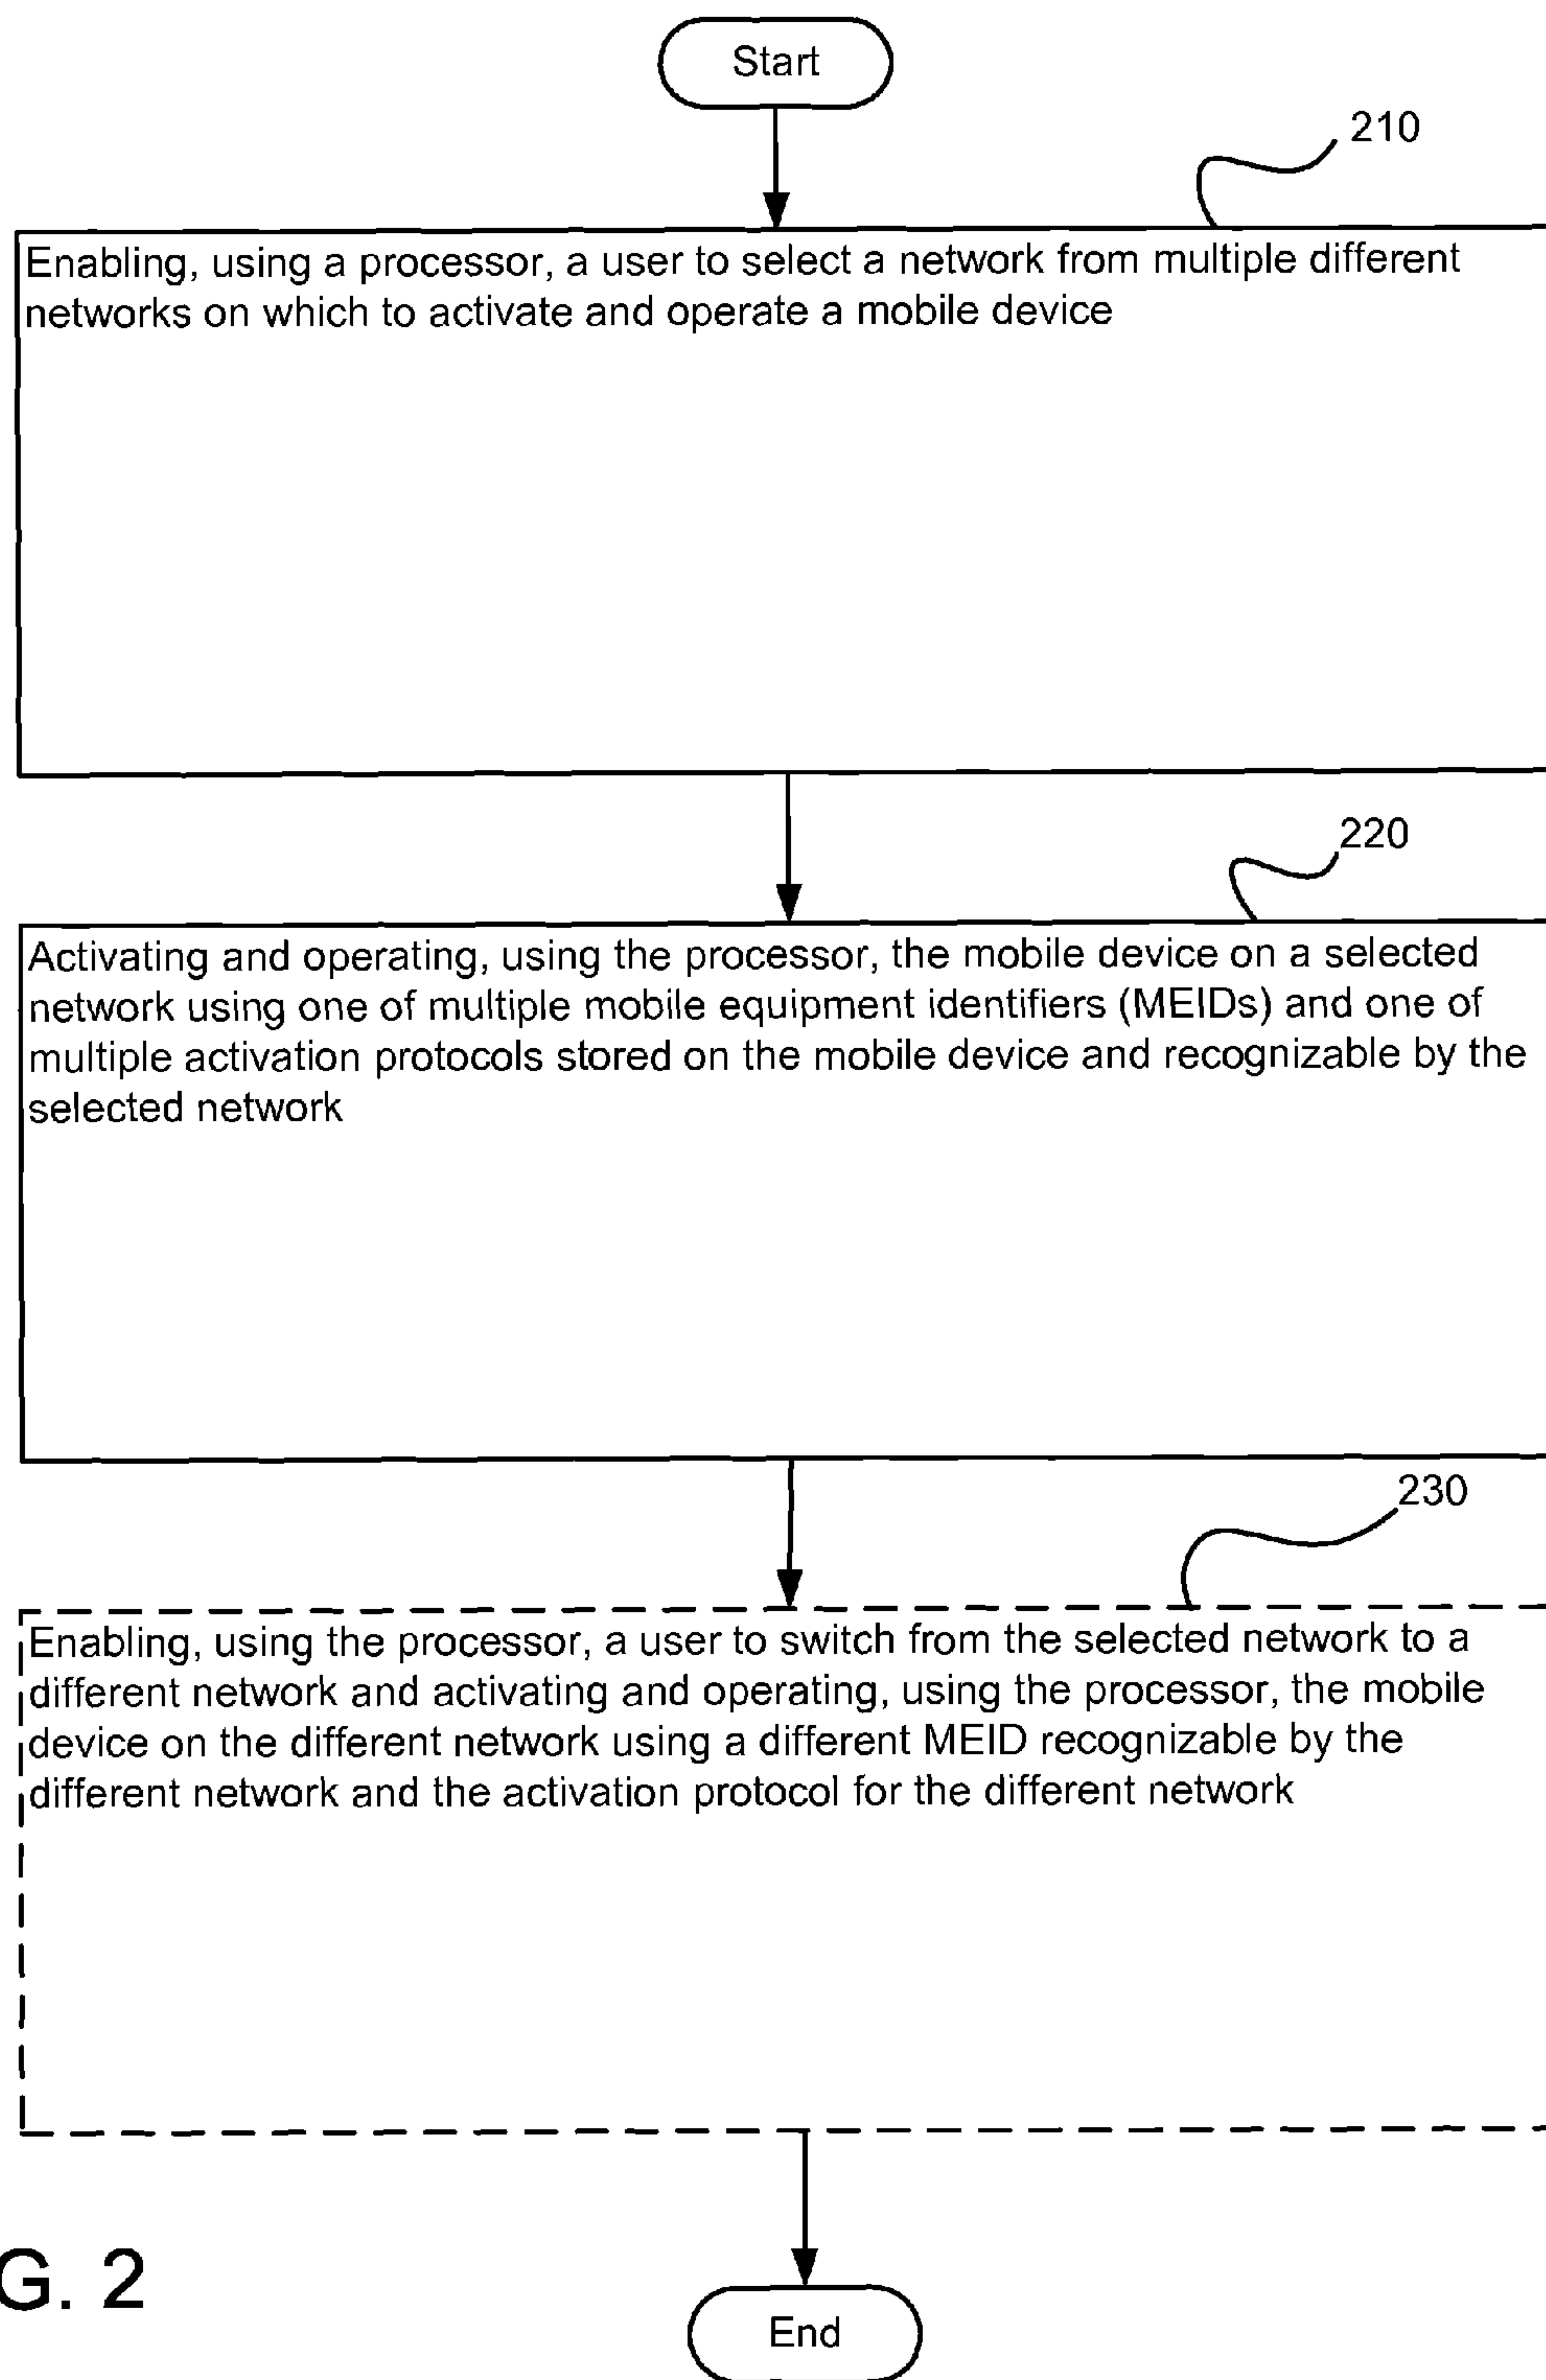 Start
210
Enabling, using a processor, a user to select a network from multiple different
networks on which to activate and operate a mobile device
220
Activating and operating, using the processor, the mobile device on a selected
network using one of multiple mobile equipment identifiers (MEIDs) and one of
multiple activation protocols stored on the mobile device and recognizable by the
selected network
230
Enabling, using the processor, a user to switch from the selected network to a
different network and activating and operating, using the processor, the mobile
device on the different network using a different MEID recognizable by the
different network and the activation protocol for the different network
G. 2
End